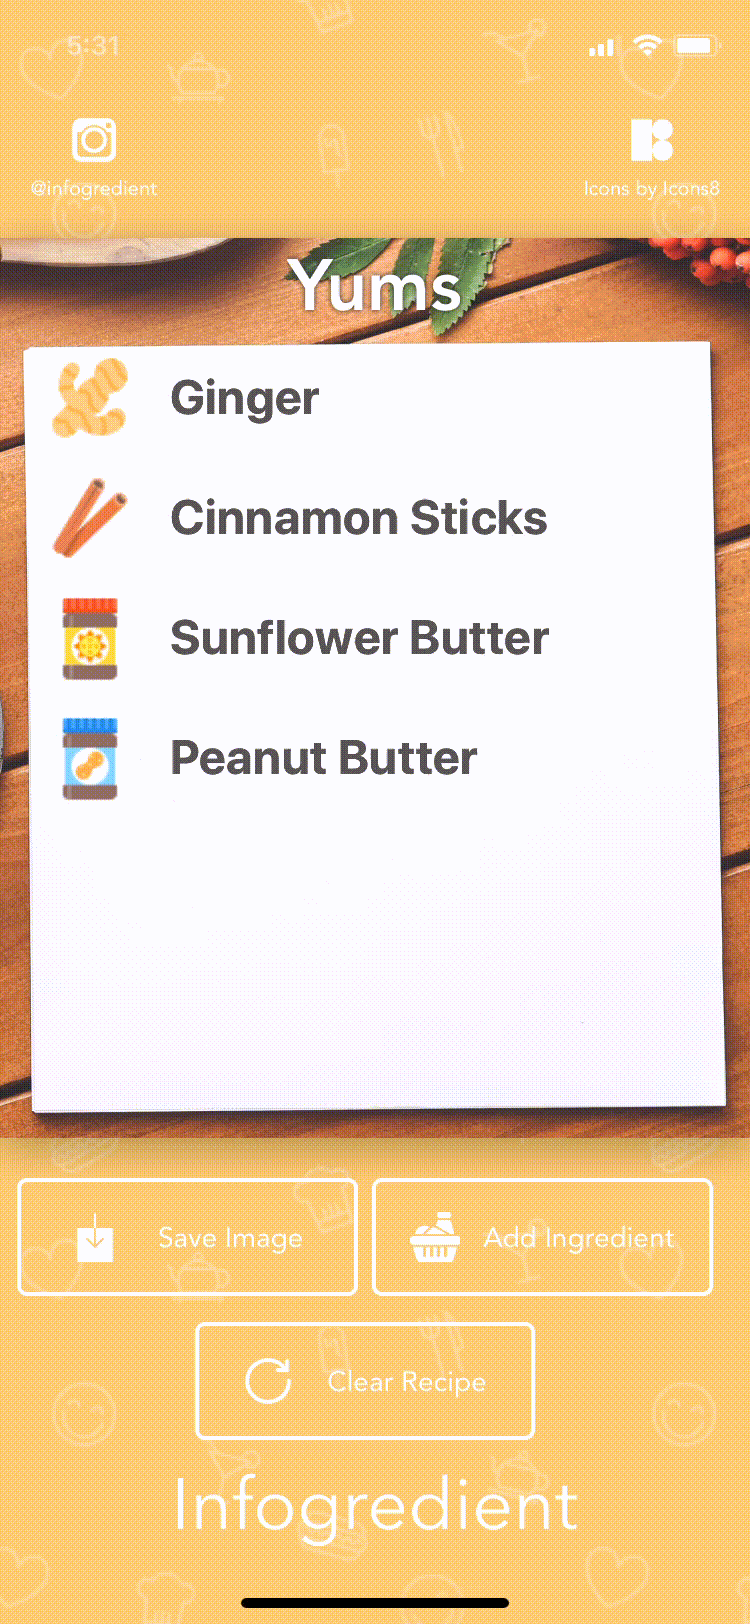 5:31
@infogredient
Icons by Icons8
Yums
Ginger
Cinnamon Sticks
Sunflower Butter
Peanut Butter
Save Image
Add Ingredient
Clear Recipe
Infogredient